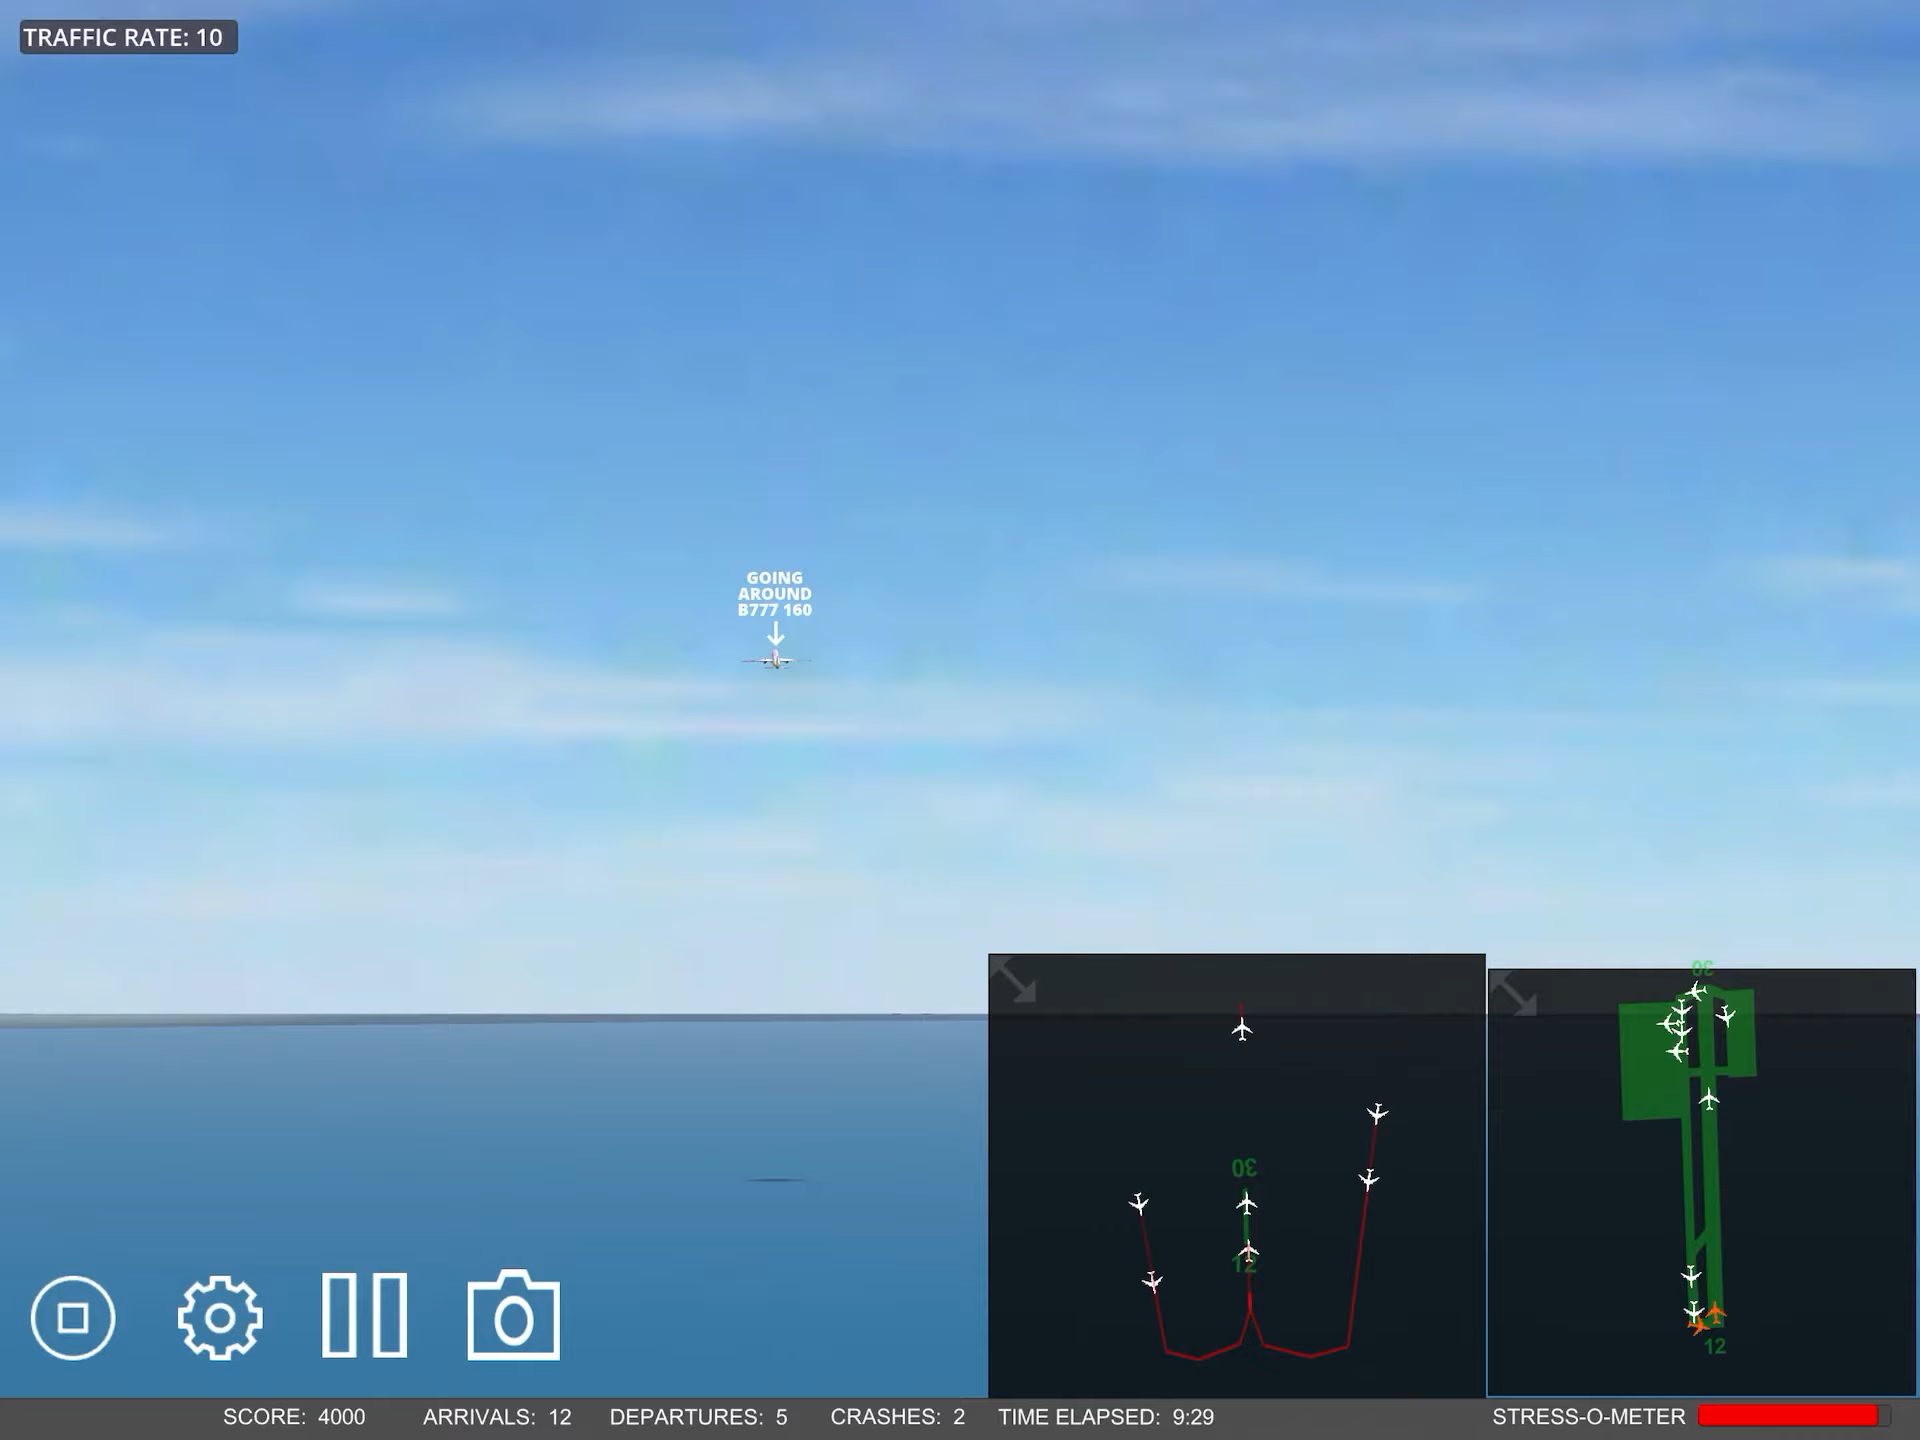 TRAFFIC RATE: 10
GOING
AROUND
B777 160
30
12
30
12
SCORE: 4000 ARRIVALS: 12 DEPARTURES: 5 CRASHES: 2 TIME ELAPSED: 9:29 STRESS-O-METER